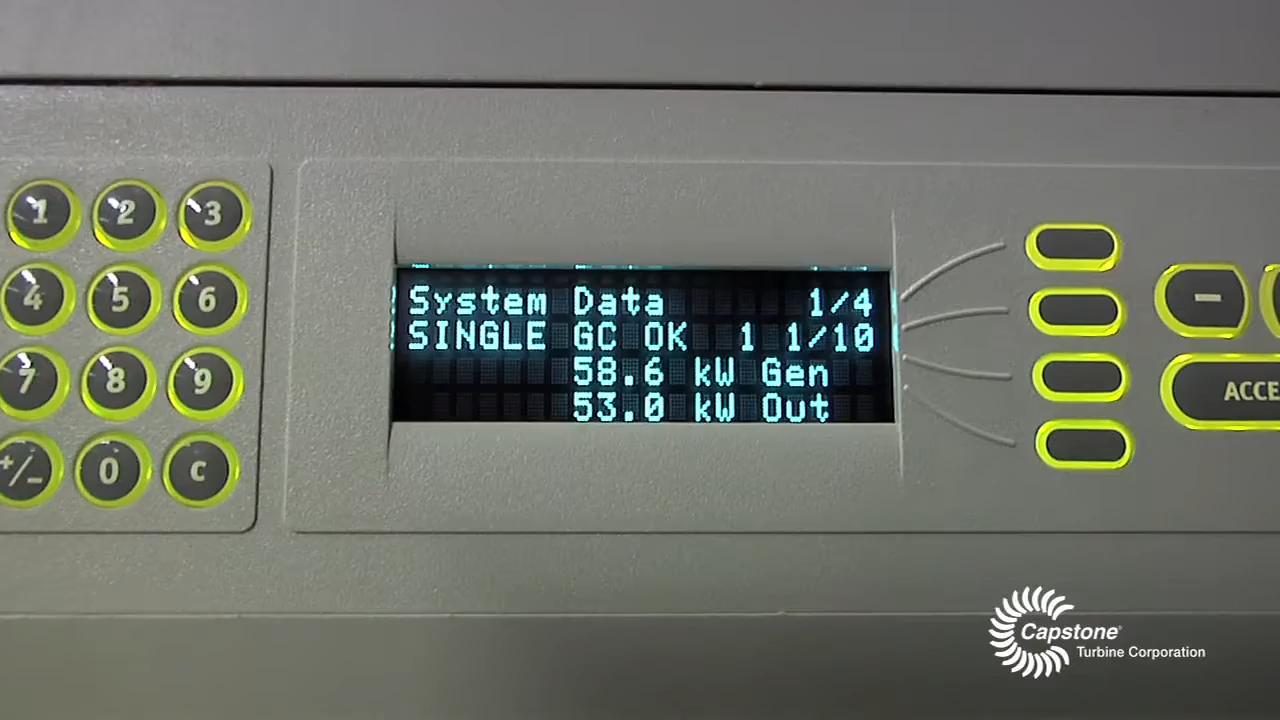 1 2 3
4 5 6
7 8 9
+/- 0 C
System Data 1/4
SINGLE GC OK 1 1/10
58.6 kW Gen
53.0 kW Out
-
ACCE
Capstone®
Turbine Corporation